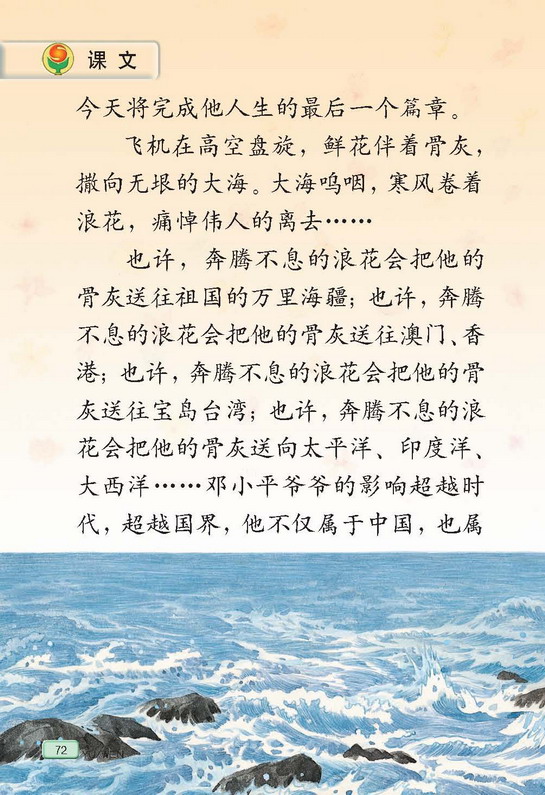 课文
今天将完成他人生的最后一个篇章。
飞机在高空盘旋，鲜花伴着骨灰，
撒向无垠的大海。大海呜咽，寒风卷着
浪花，痛悼伟人的离去……
也许，奔腾不息的浪花会把他的
骨灰送往祖国的万里海疆；也许，奔腾
不息的浪花会把他的骨灰送往澳门、香
港；也许，奔腾不息的浪花会把他的骨
灰送往宝岛台湾；也许，奔腾不息的浪
花会把他的骨灰送向太平洋、印度洋、
大西洋……邓小平爷爷的影响超越时
代，超越国界，他不仅属于中国，也属
72